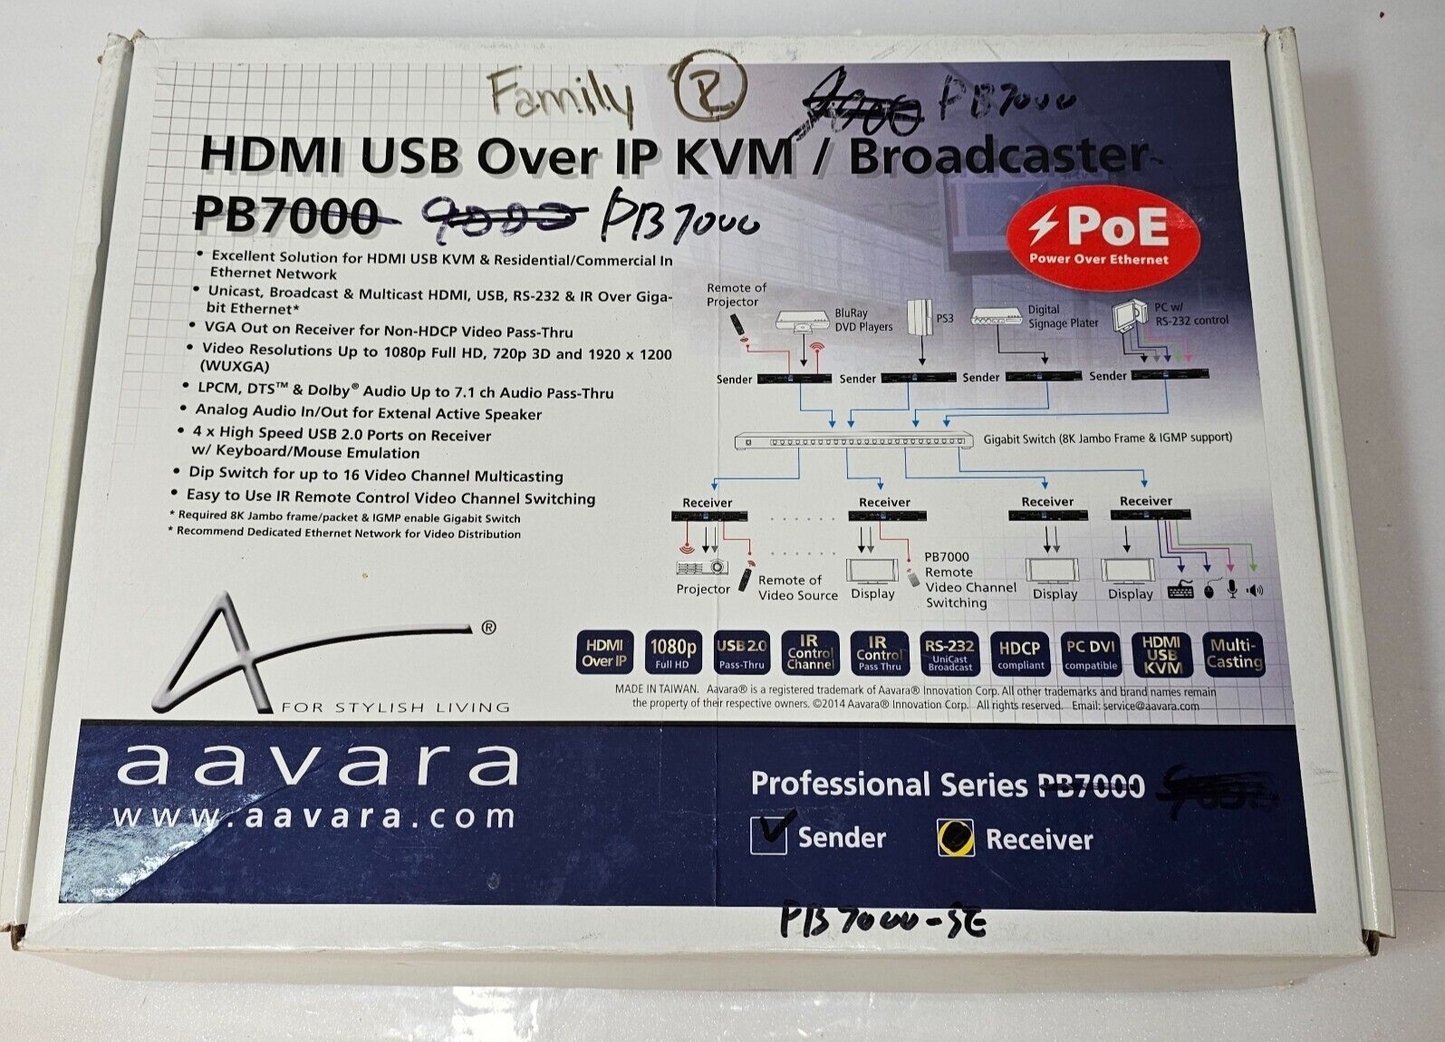 Family R 9000 PB7000
HDMI USB Over IP KVM / Broadcaster
PB7000 9000 PB7000
PoE
Power Over Ethernet
• Excellent Solution for HDMI USB KVM & Residential/Commercial In
Ethernet Network
• Unicast, Broadcast & Multicast HDMI, USB, RS-232 & IR Over Giga-
bit Ethernet*
• VGA Out on Receiver for Non-HDCP Video Pass-Thru
• Video Resolutions Up to 1080p Full HD, 720p 3D and 1920 x 1200
(WUXGA)
• LPCM, DTS™ & Dolby® Audio Up to 7.1 ch Audio Pass-Thru
• Analog Audio In/Out for Extenal Active Speaker
• 4 x High Speed USB 2.0 Ports on Receiver
w/ Keyboard/Mouse Emulation
• Dip Switch for up to 16 Video Channel Multicasting
• Easy to Use IR Remote Control Video Channel Switching
* Required 8K Jambo frame/packet & IGMP enable Gigabit Switch
* Recommend Dedicated Ethernet Network for Video Distribution
Remote of
Projector
BluRay
DVD Players
PS3
Digital
Signage Plater
PC w/
RS-232 control
Sender Sender Sender Sender
Gigabit Switch (8K Jambo Frame & IGMP support)
Receiver Receiver Receiver Receiver
Projector
Remote of
Video Source
Display
PB7000
Remote
Video Channel
Switching
Display
Display
HDMI
Over IP
1080p
Full HD
USB 2.0
Pass-Thru
IR
Control
Channel
IR
Control
Pass Thru
RS-232
UniCast
Broadcast
HDCP
compliant
PC DVI
compatible
HDMI
USB
KVM
Multi-
Casting
MADE IN TAIWAN. Aavara® is a registered trademark of Aavara® Innovation Corp. All other trademarks and brand names remain
the property of their respective owners. ©2014 Aavara® Innovation Corp. All rights reserved. Email: service@aavara.com
®
FOR STYLISH LIVING
aavara
www.aavara.com
Professional Series PB7000
Sender Receiver
PB7000-SE